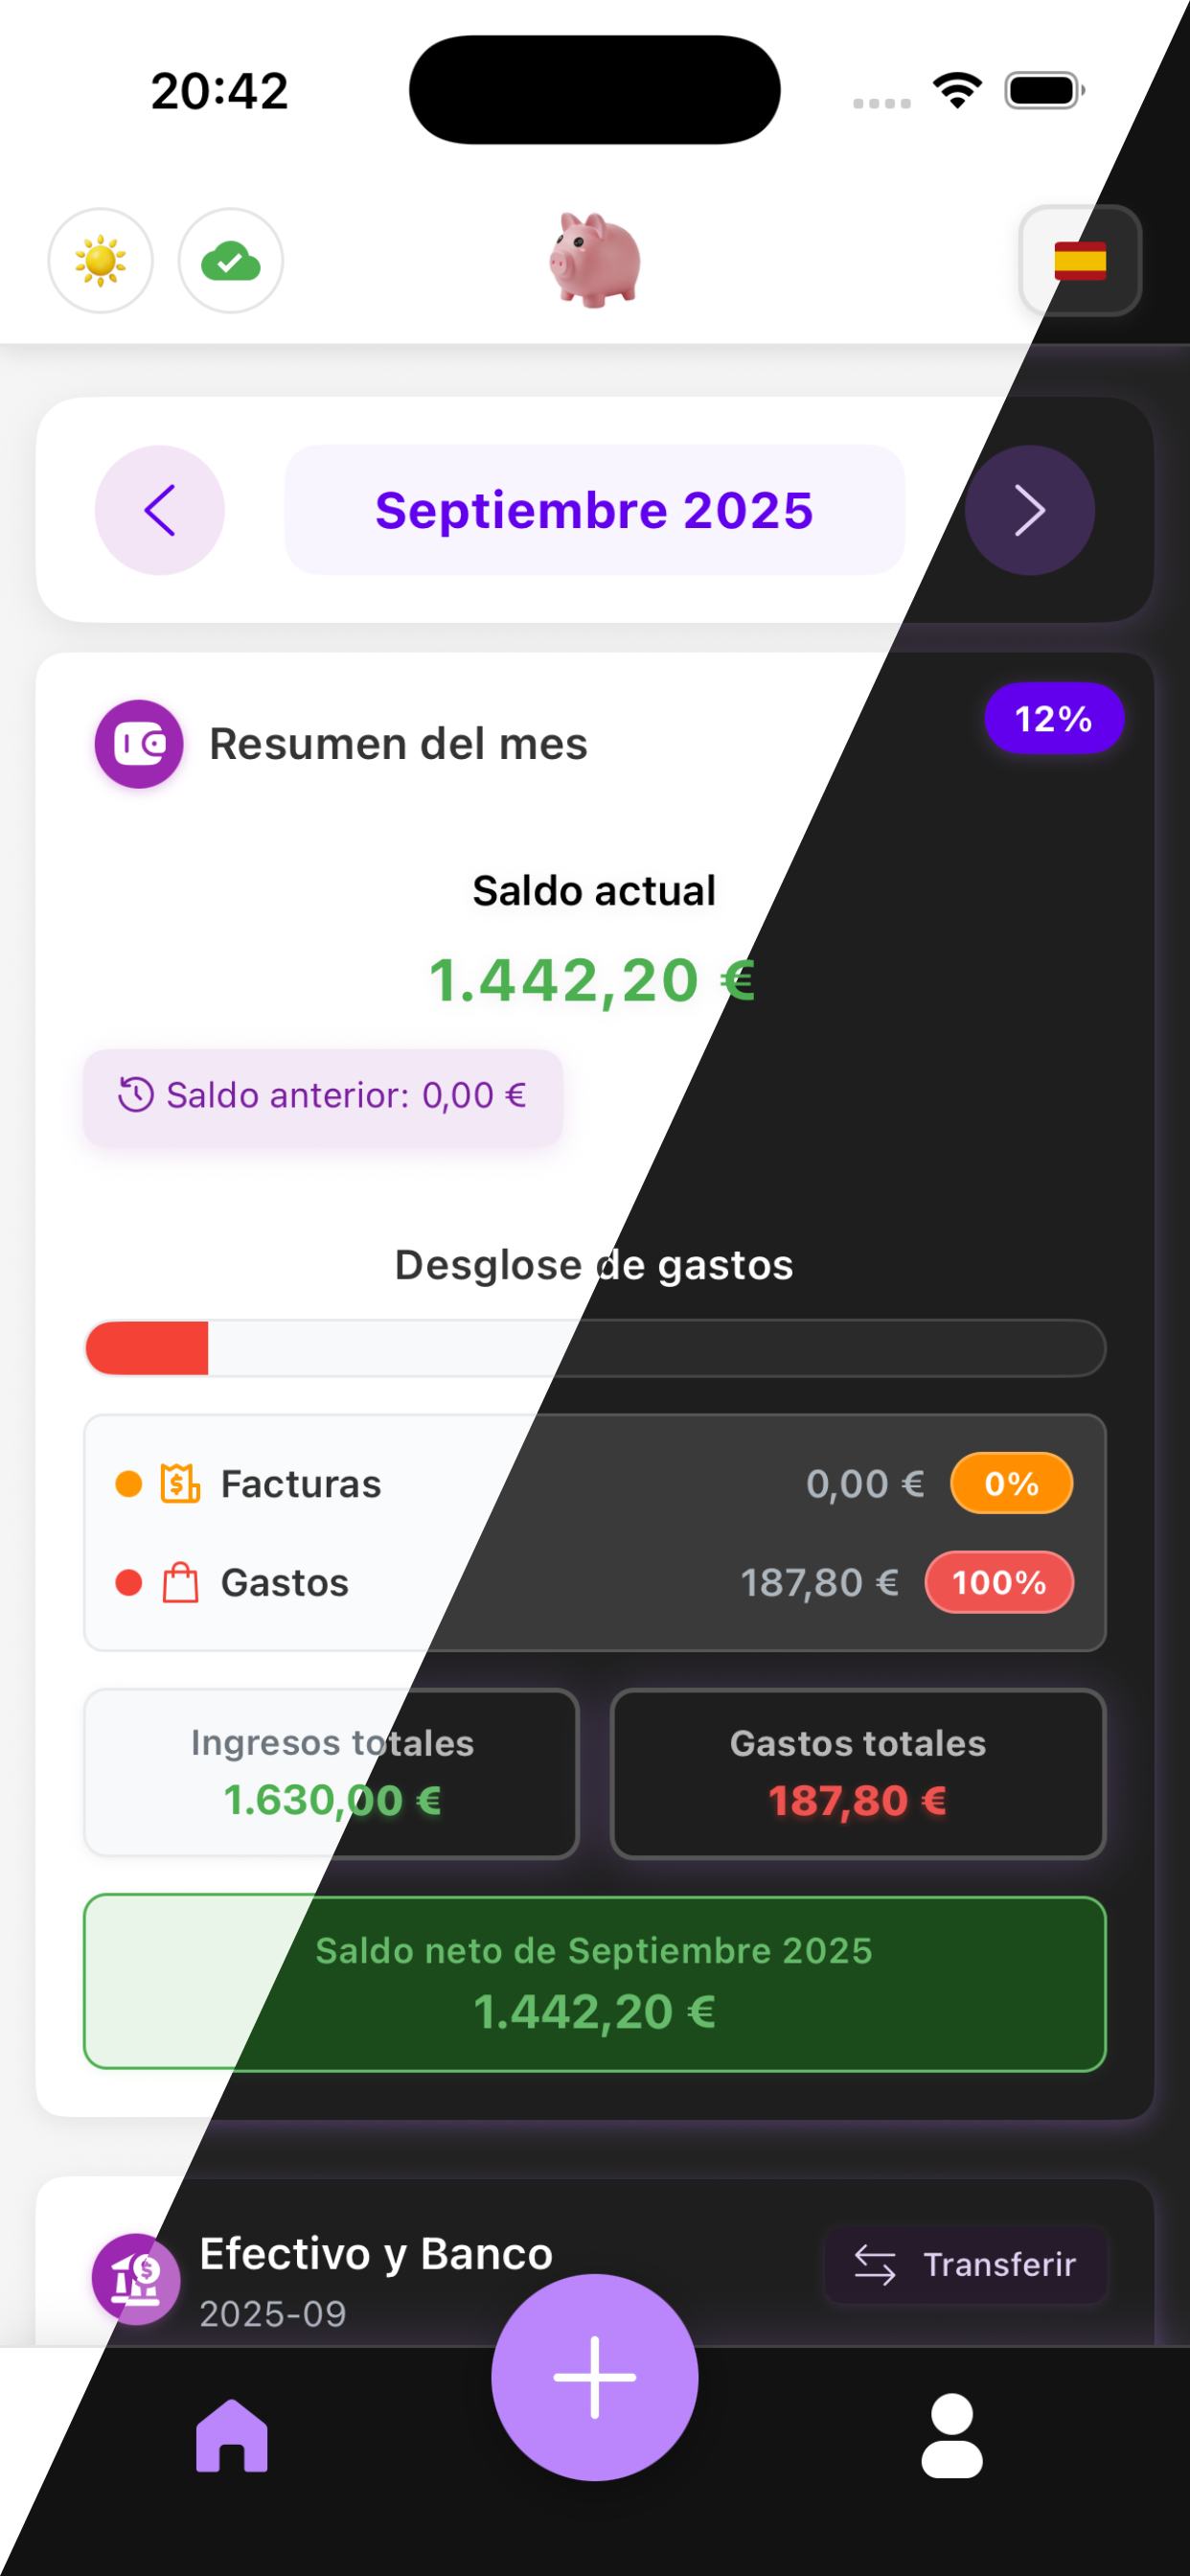 20:42
Septiembre 2025
Resumen del mes
12%
Saldo actual
1.442,20 €
Saldo anterior: 0,00 €
Desglose de gastos
Facturas 0,00 € 0%
Gastos 187,80 € 100%
Ingresos totales
1.630,00 €
Gastos totales
187,80 €
Saldo neto de Septiembre 2025
1.442,20 €
Efectivo y Banco
2025-09
Transferir